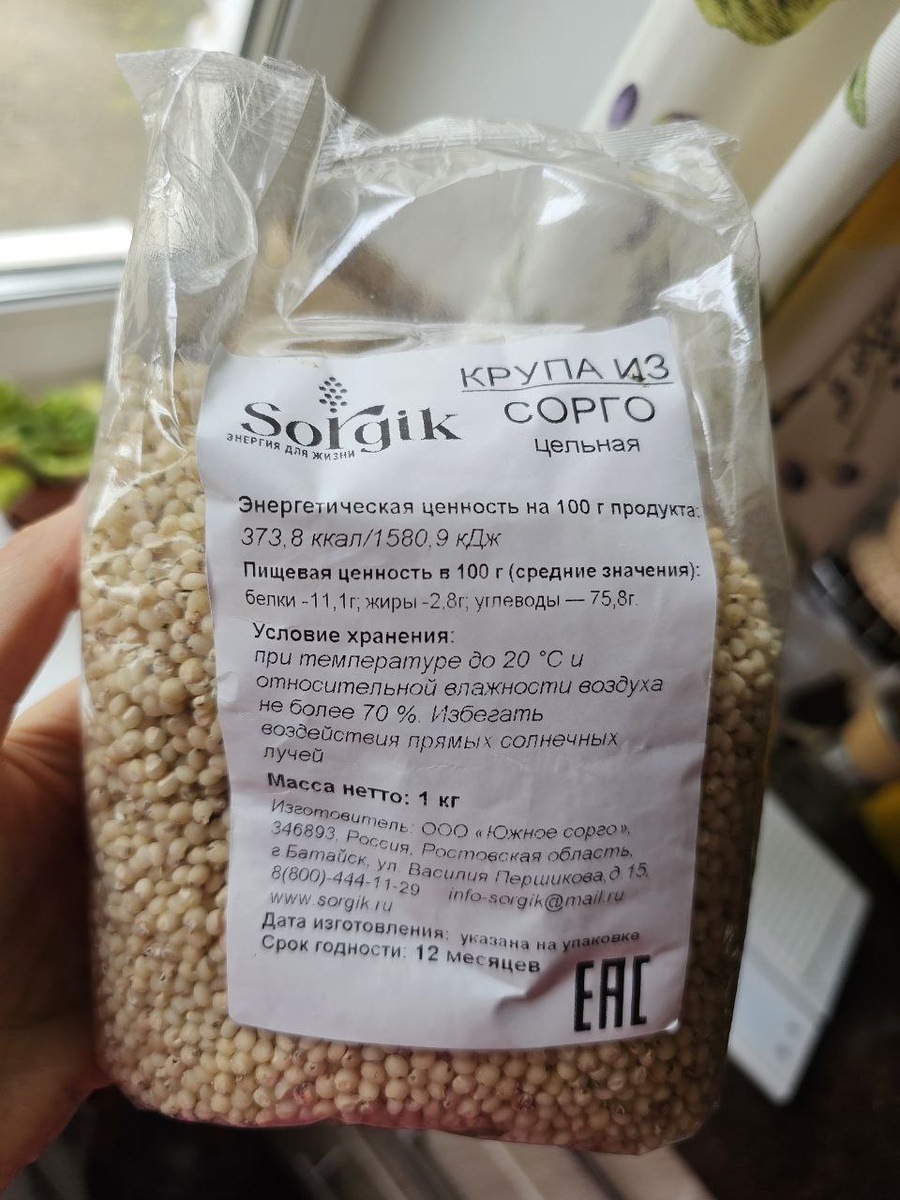 Sorgik
ЭНЕРГИЯ ДЛЯ ЖИЗНИ
КРУПА ИЗ
СОРГО
цельная
Энергетическая ценность на 100 г продукта:
373,8 ккал/1580,9 кДж
Пищевая ценность в 100 г (средние значения):
белки -11,1г; жиры -2,8г; углеводы — 75,8г.
Условие хранения:
при температуре до 20 °С и
относительной влажности воздуха
не более 70 %. Избегать
воздействия прямых солнечных
лучей
Масса нетто: 1 кг
Изготовитель: ООО «Южное сорго»,
346893, Россия, Ростовская область,
г.Батайск, ул. Василия Першикова,д.15,
8(800)-444-11-29 info-sorgik@mail.ru
www.sorgik.ru
Дата изготовления: указана на упаковке
Срок годности: 12 месяцев
ЕАС